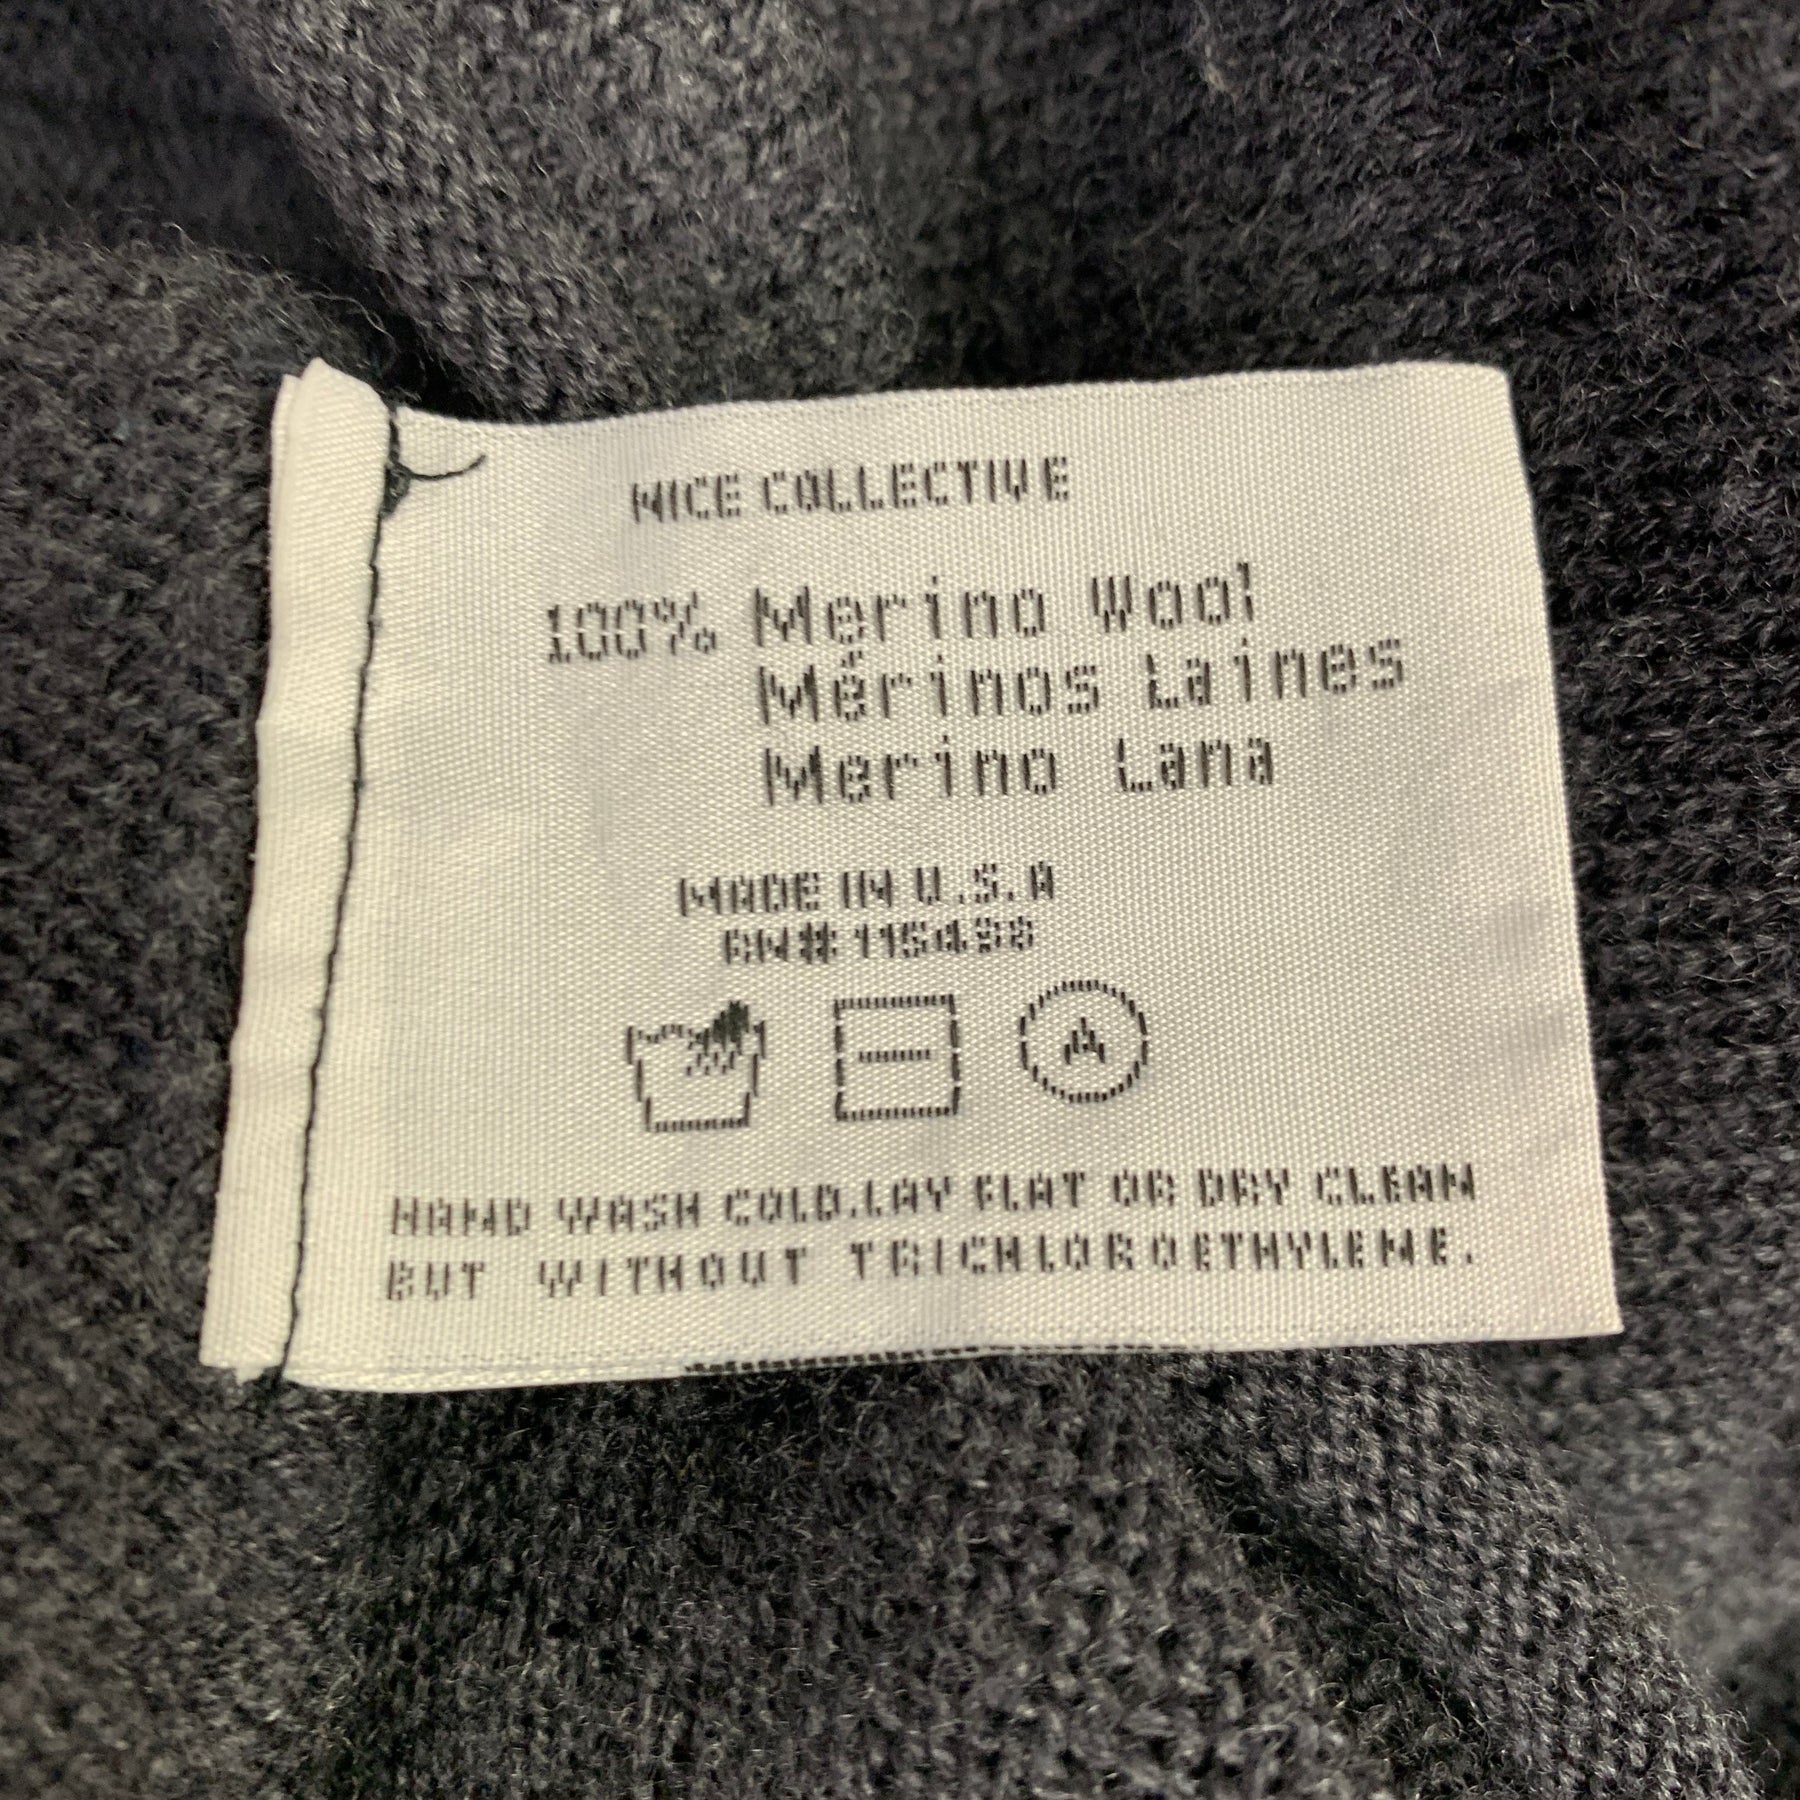 NICE COLLECTIVE
100% Merino Wool
Mérinos Laines
Merino Lana
MADE IN U.S.A
RN# 115498
A
HAND WASH COLD.LAY FLAT OR DRY CLEAN
BUT WITHOUT TRICHLOROETHYLENE.